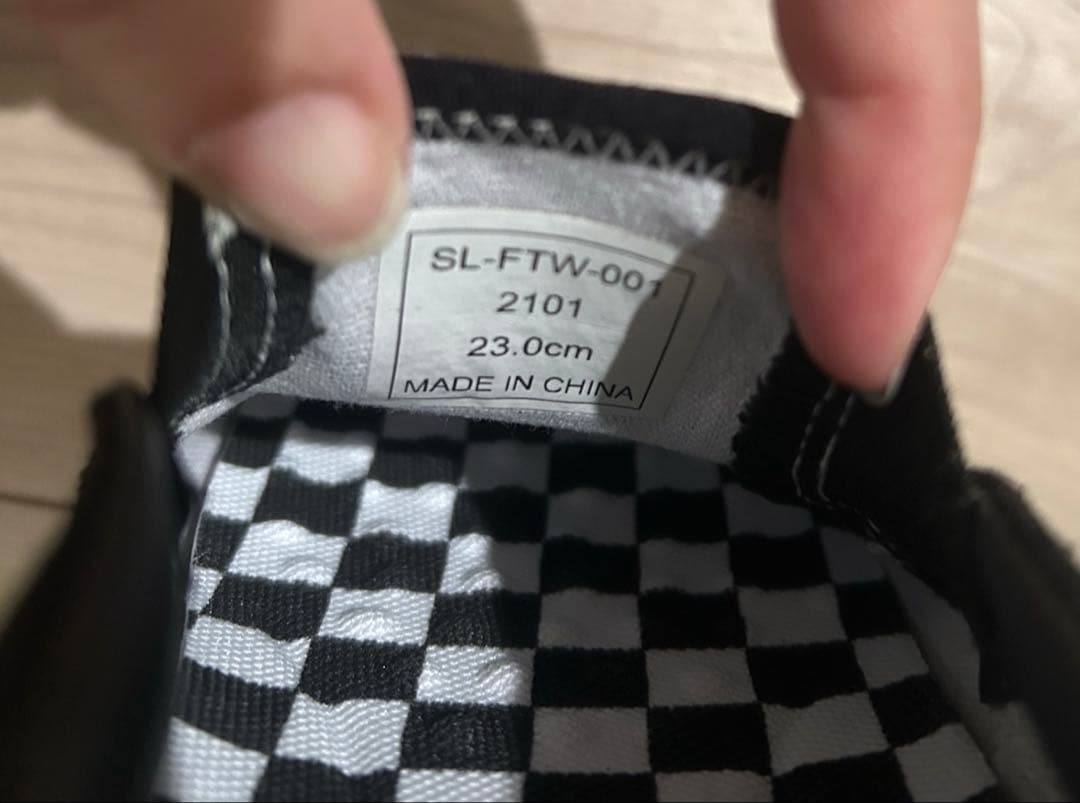 SL-FTW-001
2101
23.0cm
MADE IN CHINA